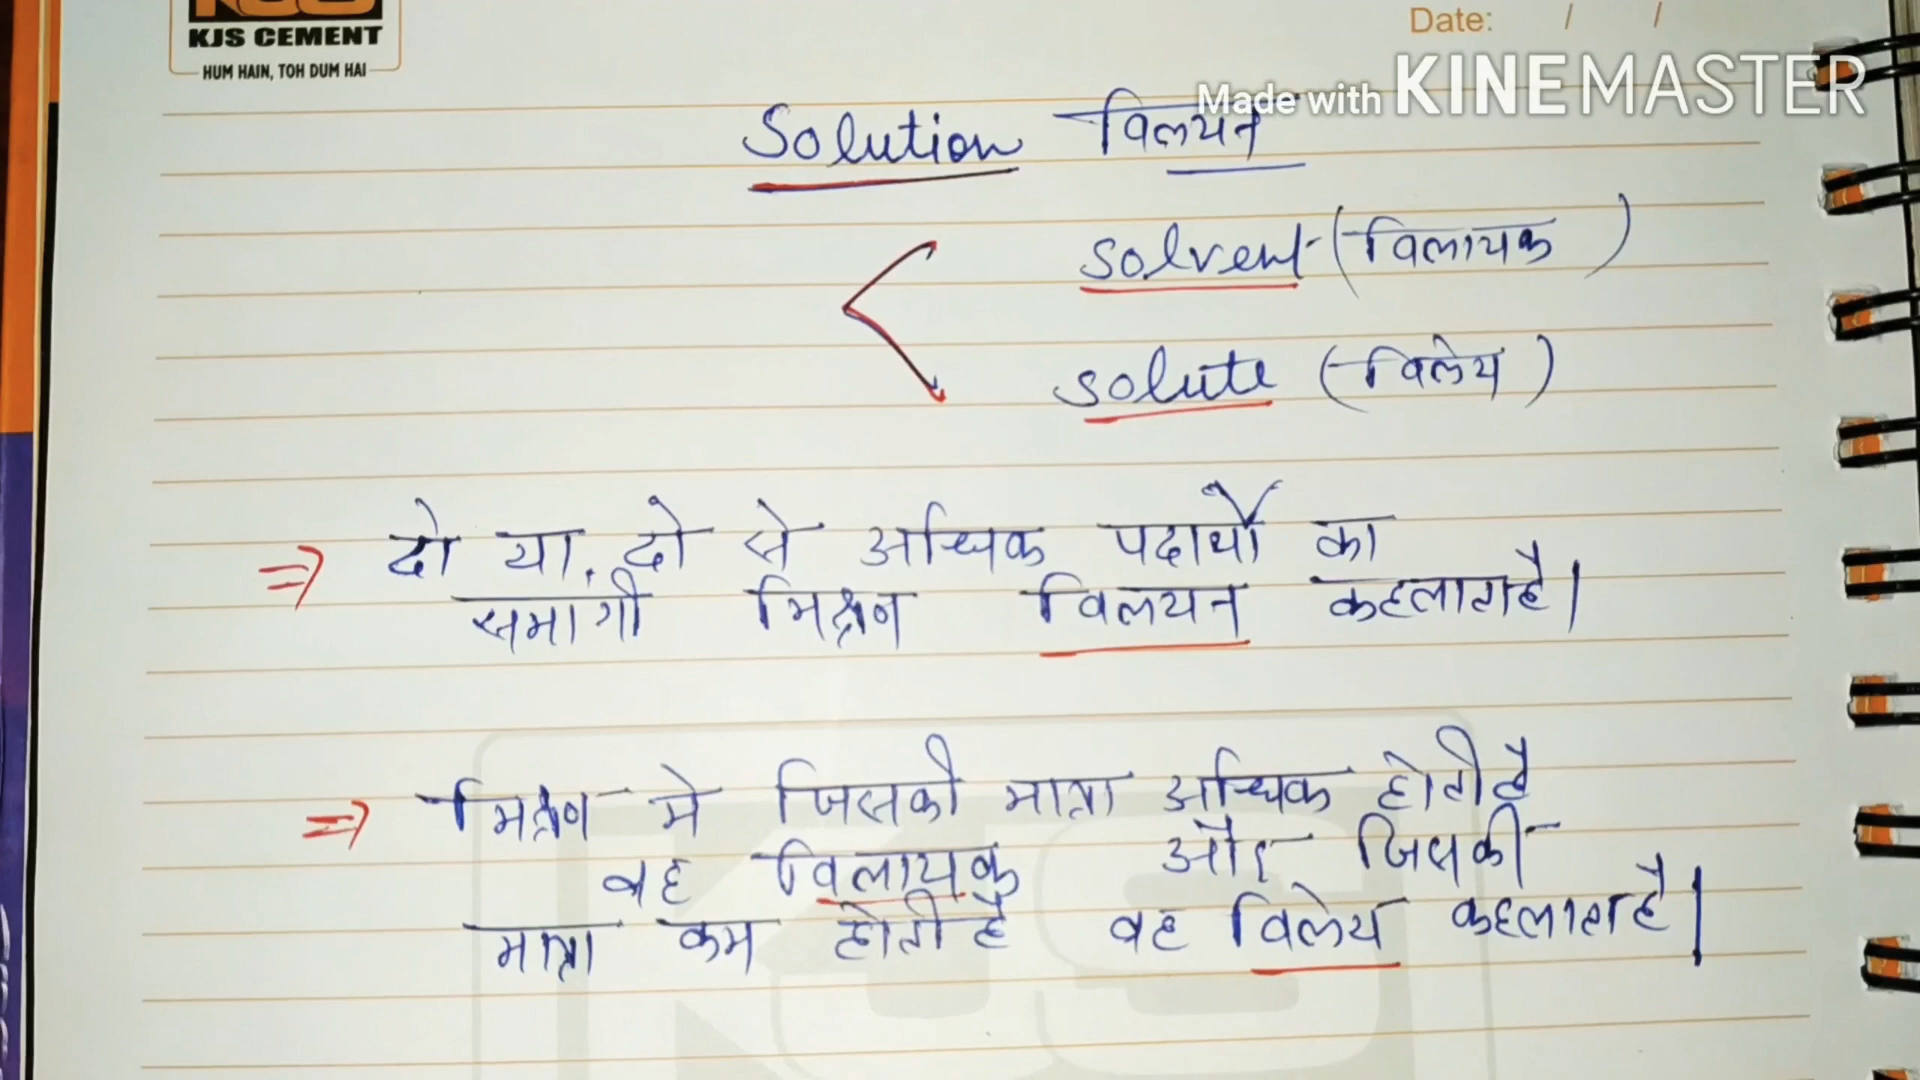 KJS CEMENT
HUM HAIN, TOH DUM HAI
Date: / /
Made with KINEMASTER
Solution विलयन
solvent (विलायक)
solute (विलेय)
⇒ दो या, दो से अधिक पदार्थों का
समागी मिश्रण विलयन कहलाता है।
⇒ मिश्रण मे जिसकी मात्रा अधिक होती है
वह विलायक और जिसकी
मात्रा कम होती है वह विलेय कहलाता है।